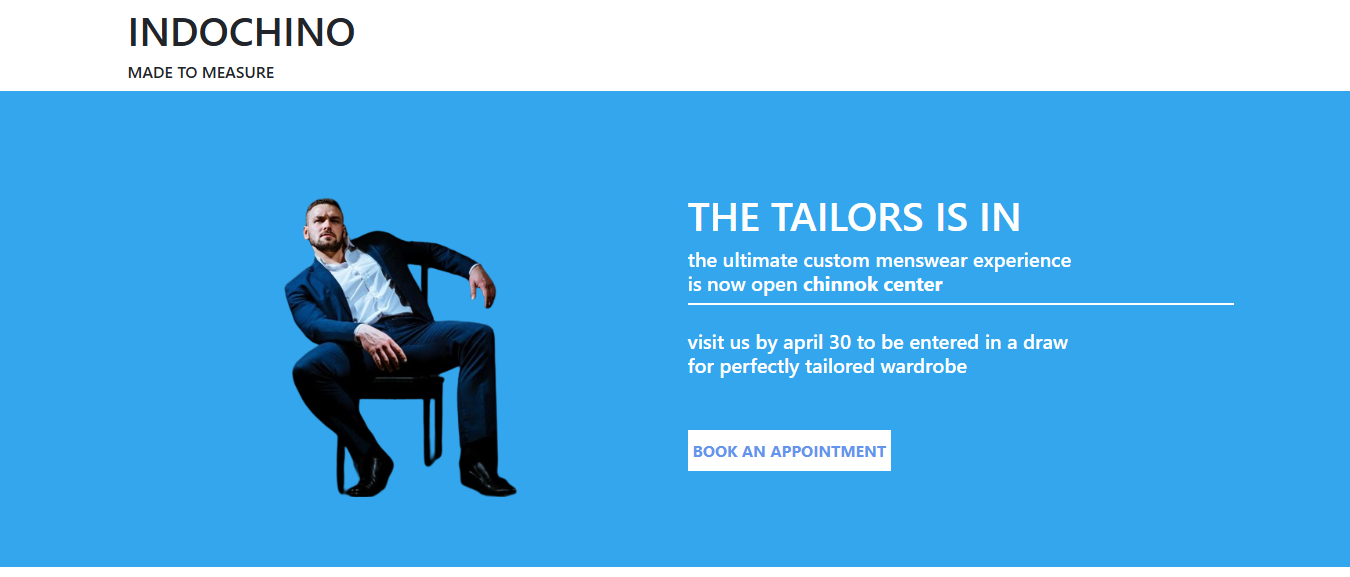 INDOCHINO
MADE TO MEASURE
THE TAILORS IS IN
the ultimate custom menswear experience
is now open chinnok center
visit us by april 30 to be entered in a draw
for perfectly tailored wardrobe
BOOK AN APPOINTMENT